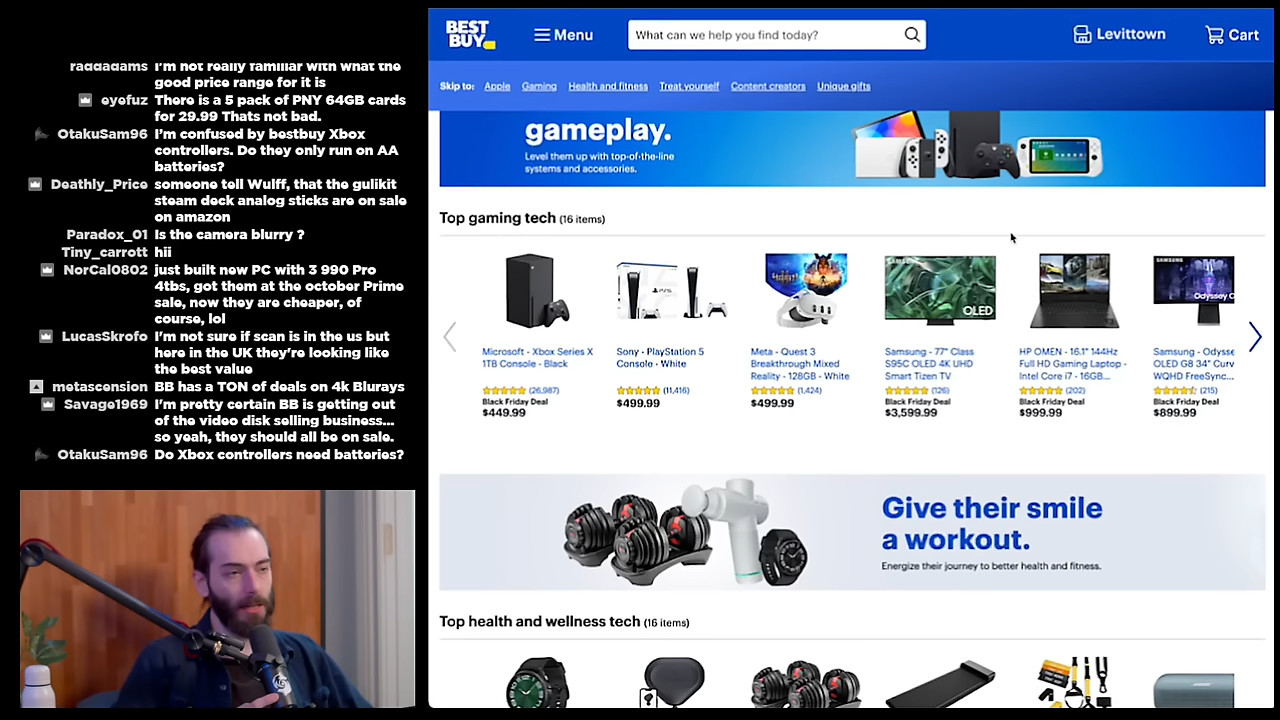 raddadams I'm not really familiar with what the
good price range for it is
eyefuz There is a 5 pack of PNY 64GB cards
for 29.99 Thats not bad.
OtakuSam96 I'm confused by bestbuy Xbox
controllers. Do they only run on AA
batteries?
Deathly_Price someone tell Wulff, that the gulikit
steam deck analog sticks are on sale
on amazon
Paradox_01 Is the camera blurry ?
Tiny_carrott hii
NorCal0802 just built new PC with 3 990 Pro
4tbs, got them at the october Prime
sale, now they are cheaper, of
course, lol
LucasSkrofo I'm not sure if scan is in the us but
here in the UK they're looking like
the best value
metasension BB has a TON of deals on 4k Blurays
Savage1969 I'm pretty certain BB is getting out
of the video disk selling business...
so yeah, they should all be on sale.
OtakuSam96 Do Xbox controllers need batteries?
BEST
BUY
Menu
What can we help you find today?
Levittown
Cart
Skip to: Apple Gaming Health and fitness Treat yourself Content creators Unique gifts
gameplay.
Level them up with top-of-the-line
systems and accessories.
Top gaming tech (16 items)
PS5
SAMSUNG
OLED
SAMSUNG
Odyssey
Microsoft - Xbox Series X
1TB Console - Black
(26,987)
Black Friday Deal
$449.99
Sony - PlayStation 5
Console - White
(11,416)
$499.99
Meta - Quest 3
Breakthrough Mixed
Reality - 128GB - White
(1,424)
$499.99
Samsung - 77" Class
S95C OLED 4K UHD
Smart Tizen TV
(126)
Black Friday Deal
$3,599.99
HP OMEN - 16.1" 144Hz
Full HD Gaming Laptop -
Intel Core i7 - 16GB...
(202)
Black Friday Deal
$999.99
Samsung - Odysse
OLED G8 34" Curv
WQHD FreeSync...
(215)
Black Friday Deal
$899.99
Give their smile
a workout.
Energize their journey to better health and fitness.
Top health and wellness tech (16 items)